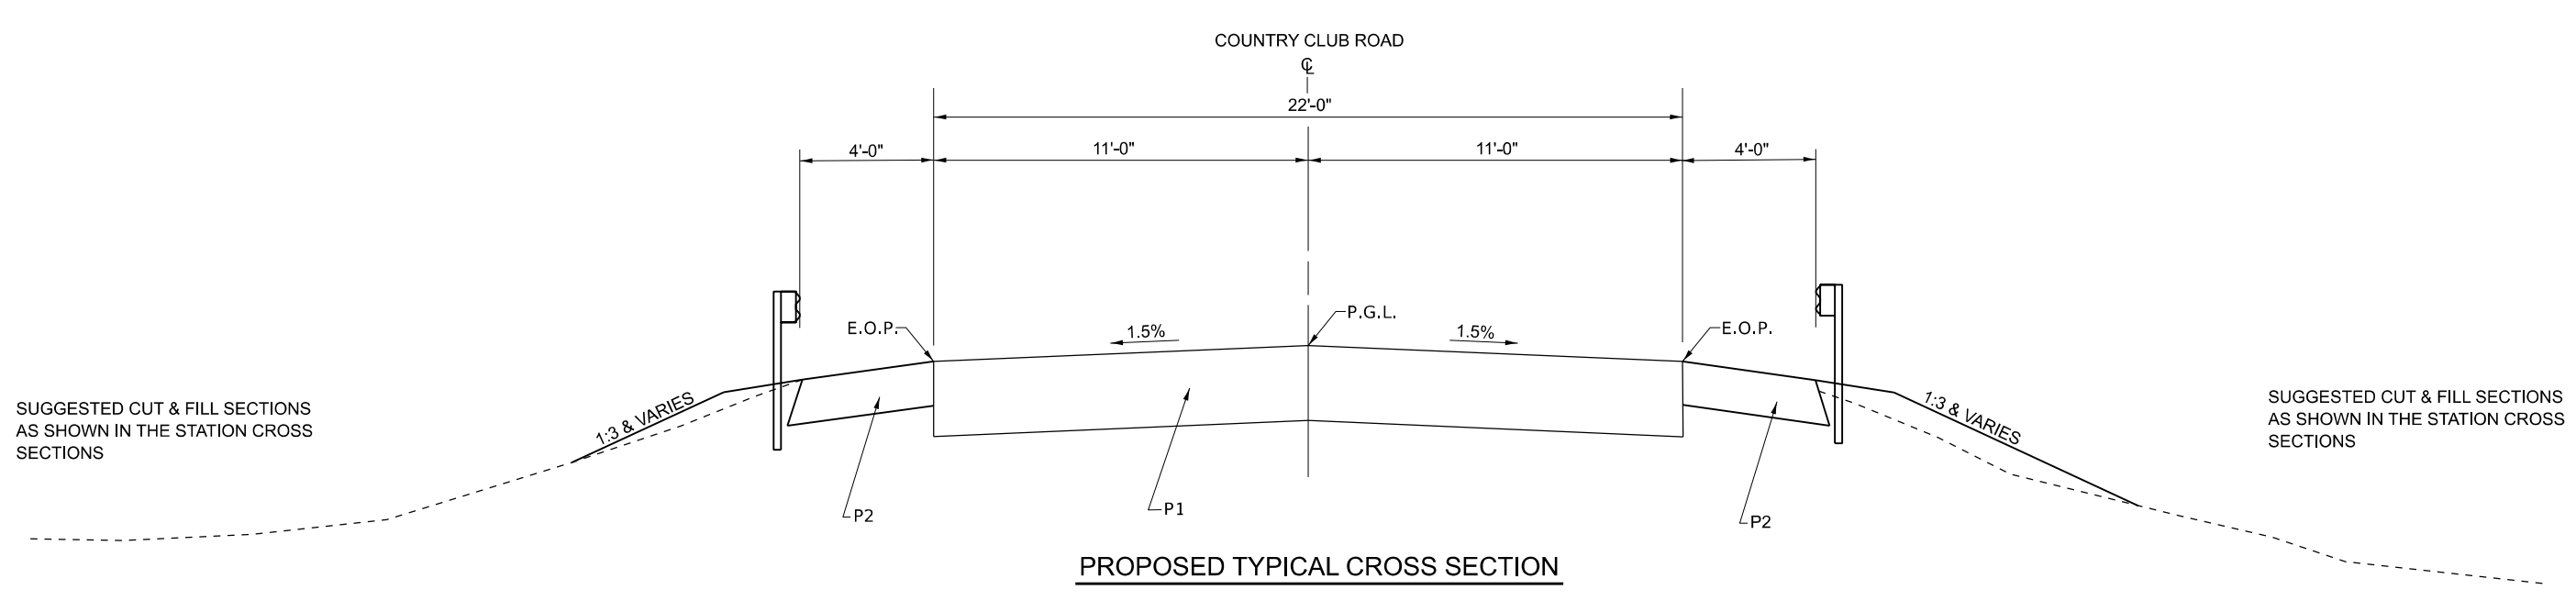 COUNTRY CLUB ROAD
℄
22'-0"
4'-0"
11'-0"
11'-0"
4'-0"
E.O.P.
1.5%
P.G.L.
1.5%
E.O.P.
1:3 & VARIES
1:3 & VARIES
SUGGESTED CUT & FILL SECTIONS
AS SHOWN IN THE STATION CROSS
SECTIONS
SUGGESTED CUT & FILL SECTIONS
AS SHOWN IN THE STATION CROSS
SECTIONS
P2
P1
P2
PROPOSED TYPICAL CROSS SECTION